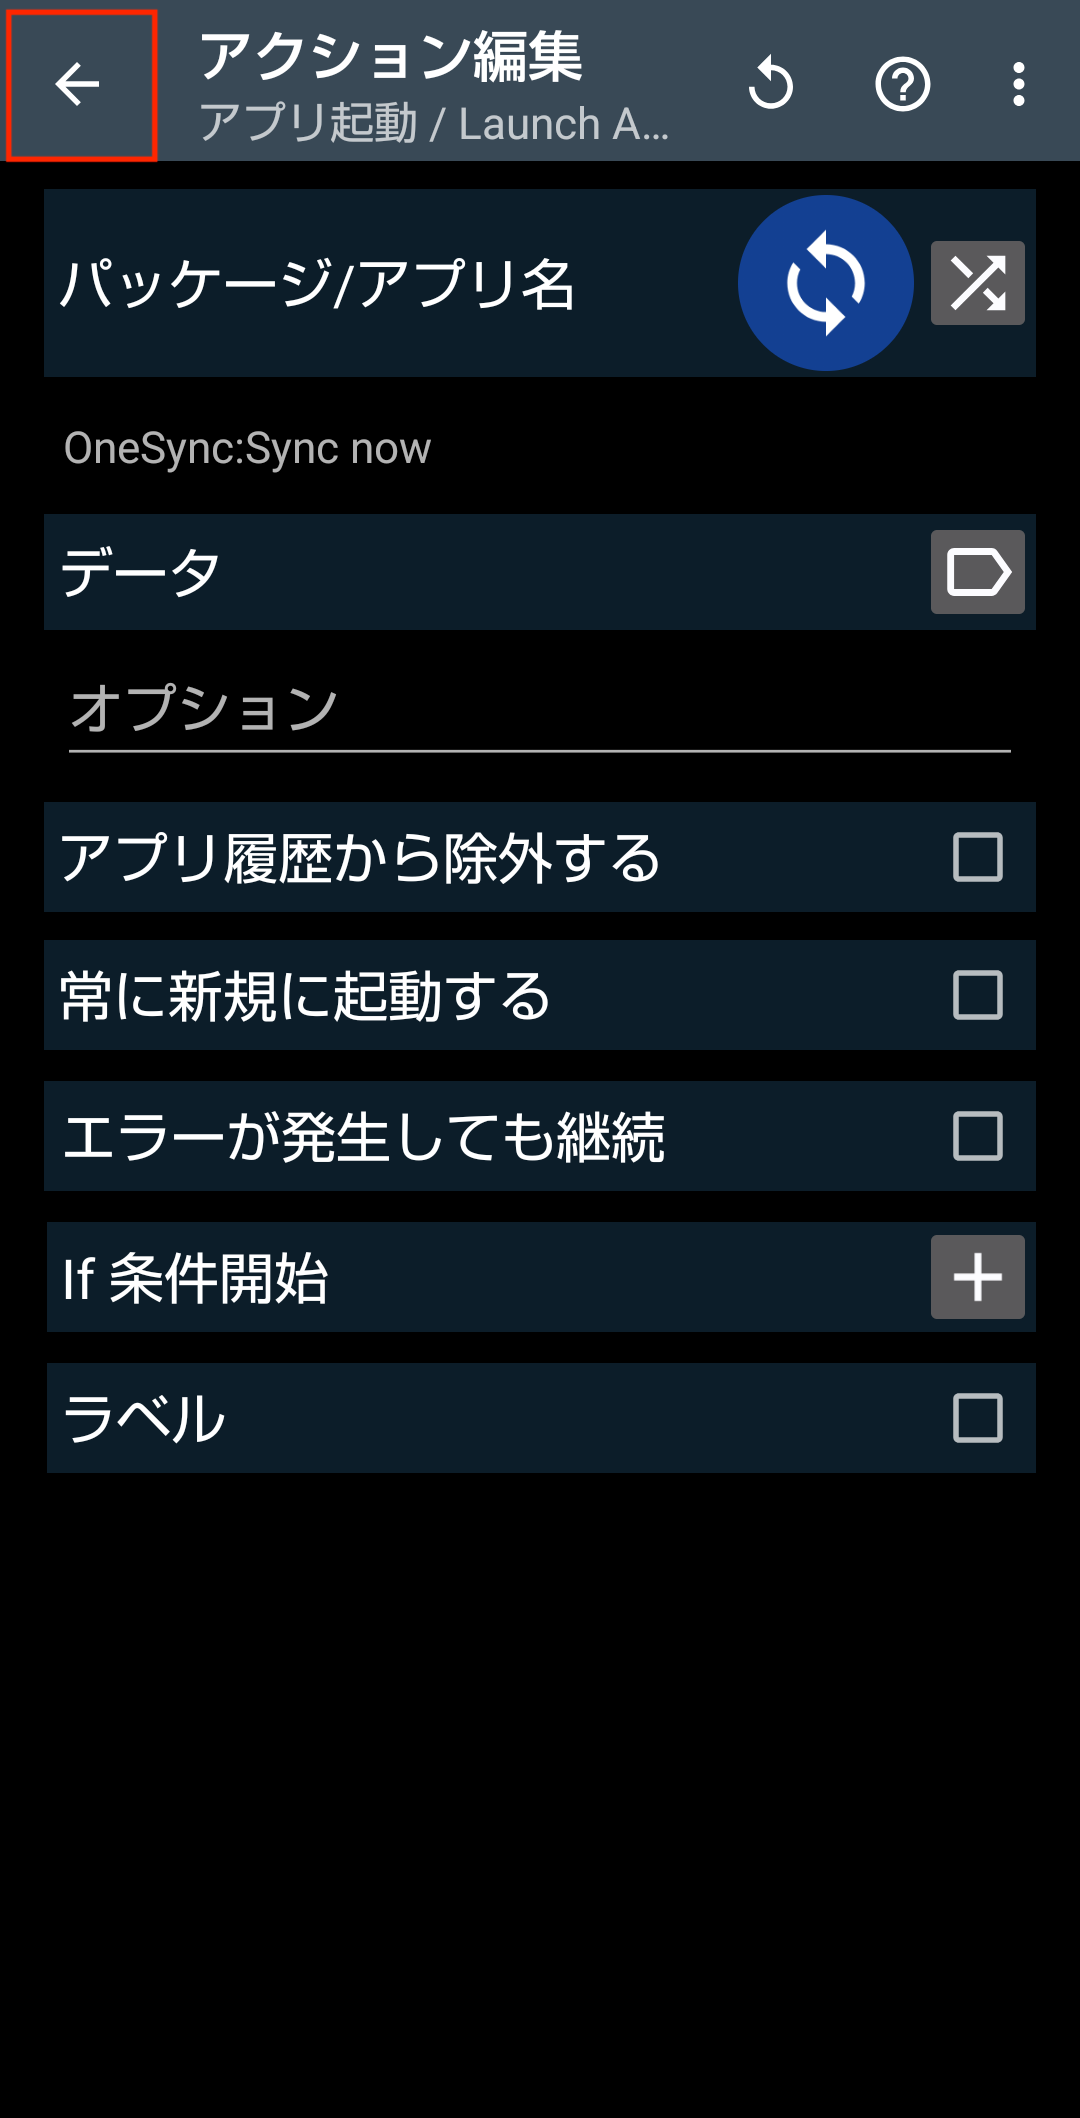 アクション編集
アプリ起動 / Launch A...
パッケージ/アプリ名
OneSync:Sync now
データ
オプション
アプリ履歴から除外する
常に新規に起動する
エラーが発生しても継続
If 条件開始
ラベル